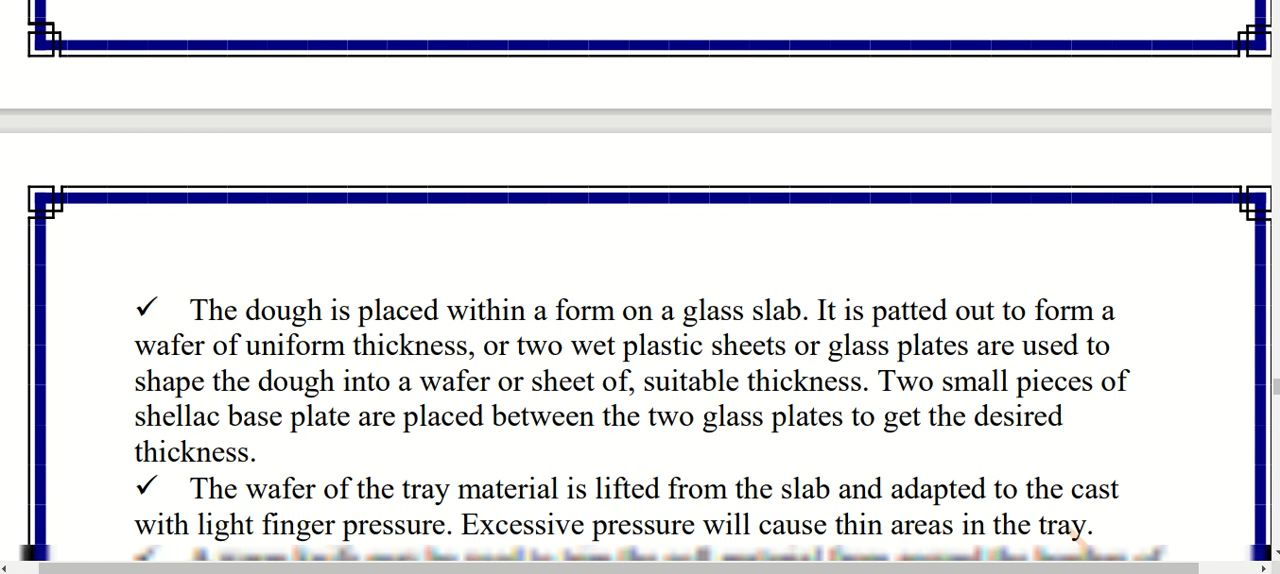 ✓ The dough is placed within a form on a glass slab. It is patted out to form a
wafer of uniform thickness, or two wet plastic sheets or glass plates are used to
shape the dough into a wafer or sheet of, suitable thickness. Two small pieces of
shellac base plate are placed between the two glass plates to get the desired
thickness.
✓ The wafer of the tray material is lifted from the slab and adapted to the cast
with light finger pressure. Excessive pressure will cause thin areas in the tray.